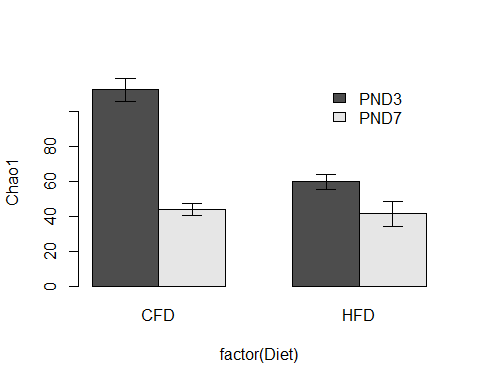 PND3
PND7
Chao1
80
60
40
20
0
CFD
HFD
factor(Diet)